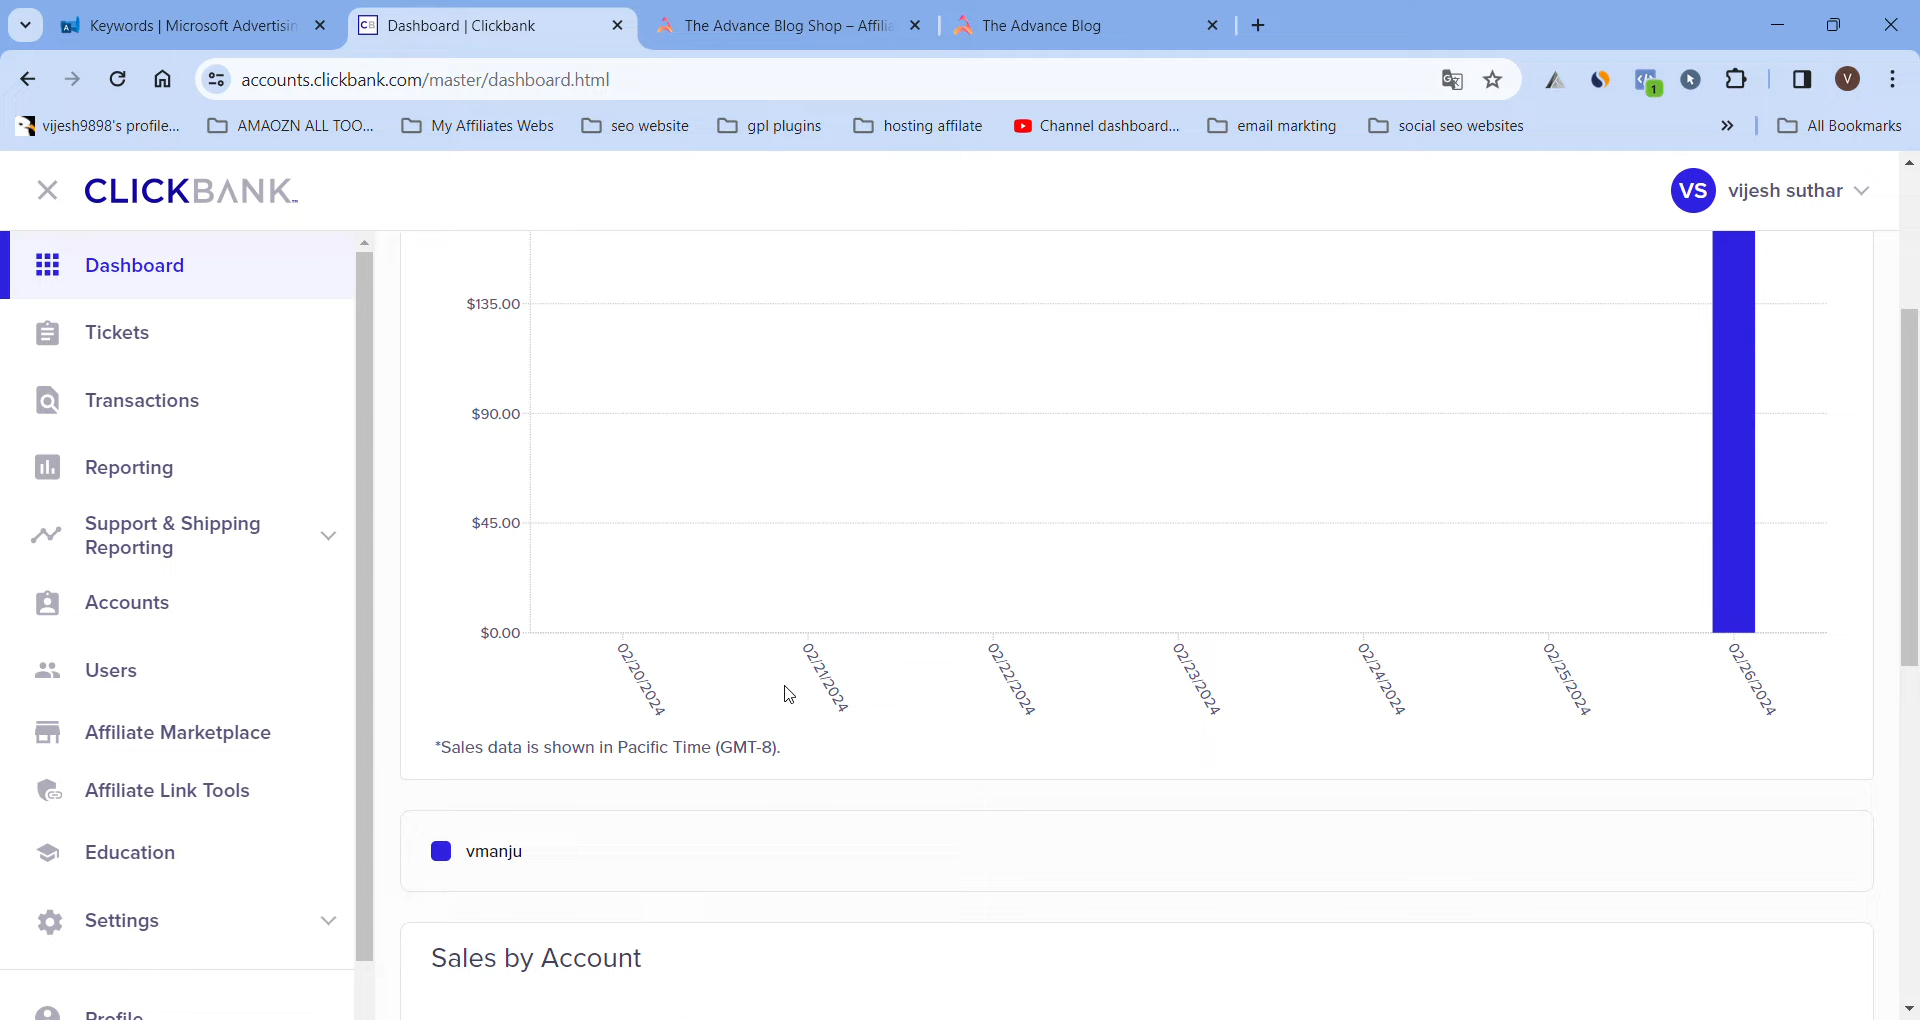 Keywords | Microsoft Advertisin
Dashboard | Clickbank
The Advance Blog Shop – Affilia
The Advance Blog
accounts.clickbank.com/master/dashboard.html
1
V
vijesh9898's profile...
AMAOZN ALL TOO...
My Affiliates Webs
seo website
gpl plugins
hosting affilate
Channel dashboard...
email markting
social seo websites
»
All Bookmarks
CLICKBANK
VS
vijesh suthar
Dashboard
Tickets
Transactions
Reporting
Support & Shipping
Reporting
Accounts
Users
Affiliate Marketplace
Affiliate Link Tools
Education
Settings
Profile
$135.00
$90.00
$45.00
$0.00
02/20/2024
02/21/2024
02/22/2024
02/23/2024
02/24/2024
02/25/2024
02/26/2024
*Sales data is shown in Pacific Time (GMT-8).
vmanju
Sales by Account